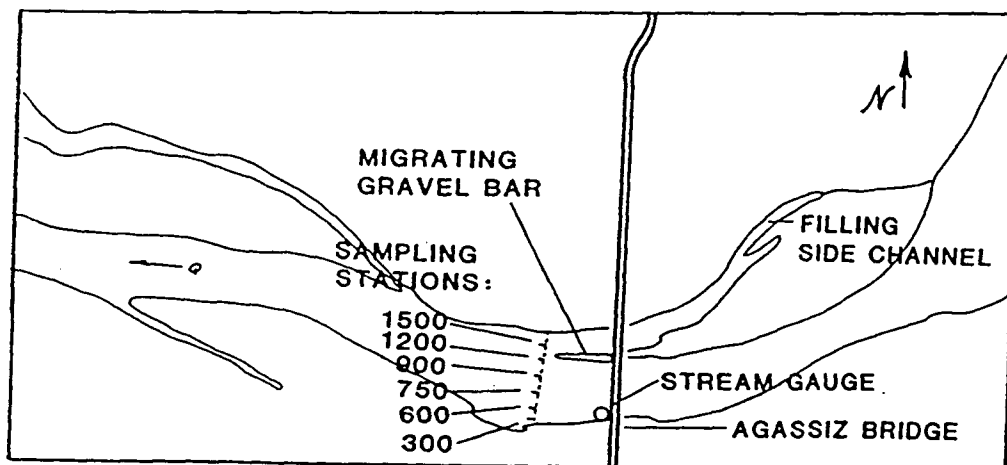 N
MIGRATING
GRAVEL BAR
FILLING
SIDE CHANNEL
Q
SAMPLING
STATIONS:
1500
1200
900
750
600
300
STREAM GAUGE
AGASSIZ BRIDGE